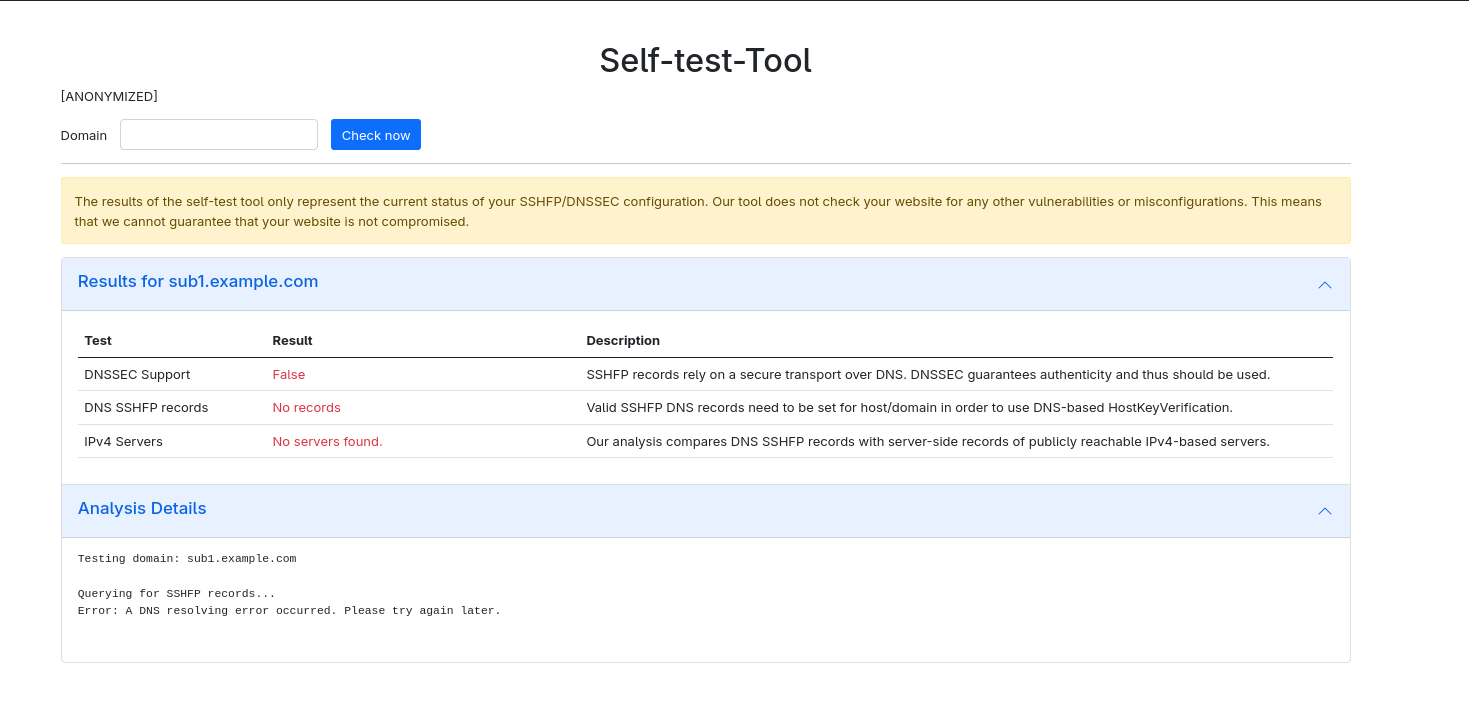 Self-test-Tool
[ANONYMIZED]
Domain
Check now
The results of the self-test tool only represent the current status of your SSHFP/DNSSEC configuration. Our tool does not check your website for any other vulnerabilities or misconfigurations. This means
that we cannot guarantee that your website is not compromised.
Results for sub1.example.com
Test Result Description
DNSSEC Support False SSHFP records rely on a secure transport over DNS. DNSSEC guarantees authenticity and thus should be used.
DNS SSHFP records No records Valid SSHFP DNS records need to be set for host/domain in order to use DNS-based HostKeyVerification.
IPv4 Servers No servers found. Our analysis compares DNS SSHFP records with server-side records of publicly reachable IPv4-based servers.
Analysis Details
Testing domain: sub1.example.com
Querying for SSHFP records...
Error: A DNS resolving error occurred. Please try again later.